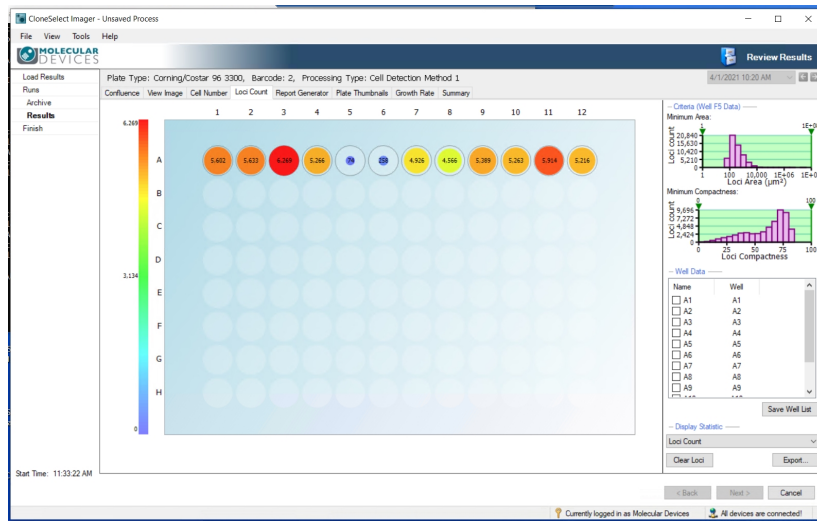 CloneSelect Imager - Unsaved Process
File View Tools Help
MOLECULAR
DEVICES
Review Results
Load Results
Runs
Archive
Results
Finish
Plate Type: Corning/Costar 96 3300, Barcode: 2, Processing Type: Cell Detection Method 1
4/1/2021 10:20 AM
Confluence View Image Cell Number Loci Count Report Generator Plate Thumbnails Growth Rate Summary
1 2 3 4 5 6 7 8 9 10 11 12
6.269
3.134
0
A 5.602 5.633 6.269 5.266 74 258 4.926 4.566 5.389 5.263 5.914 5.216
B
C
D
E
F
G
H
Criteria (Well F5 Data)
Minimum Area:
1 1E+0
Loci count
20,840
15,630
10,420
5,210
0
1 100 10,000 1E+06 1E+0
Loci Area (µm²)
Minimum Compactness:
0 100
Loci count
9,696
7,272
4,848
2,424
0
0 25 50 75 100
Loci Compactness
Well Data
Name Well
A1 A1
A2 A2
A3 A3
A4 A4
A5 A5
A6 A6
A7 A7
A8 A8
A9 A9
Save Well List
Display Statistic
Loci Count
Clear Loci Export...
Start Time: 11:33:22 AM
< Back Next > Cancel
Currently logged in as Molecular Devices All devices are connected!